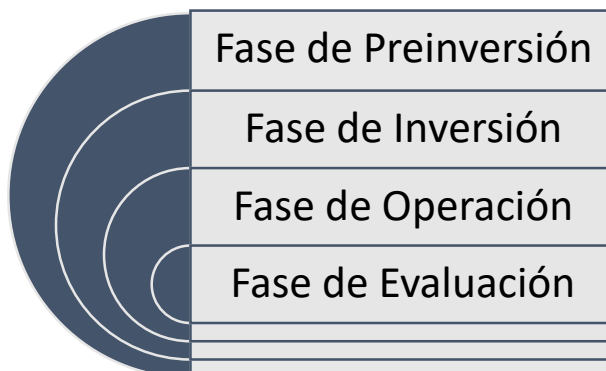 Fase de Preinversión
Fase de Inversión
Fase de Operación
Fase de Evaluación